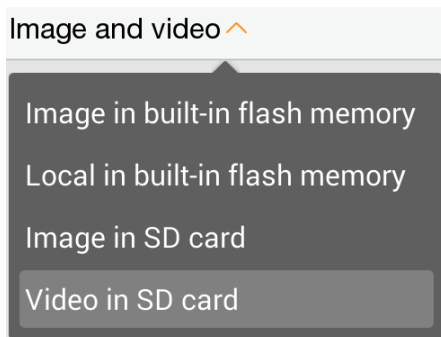 Image and video
Image in built-in flash memory
Local in built-in flash memory
Image in SD card
Video in SD card